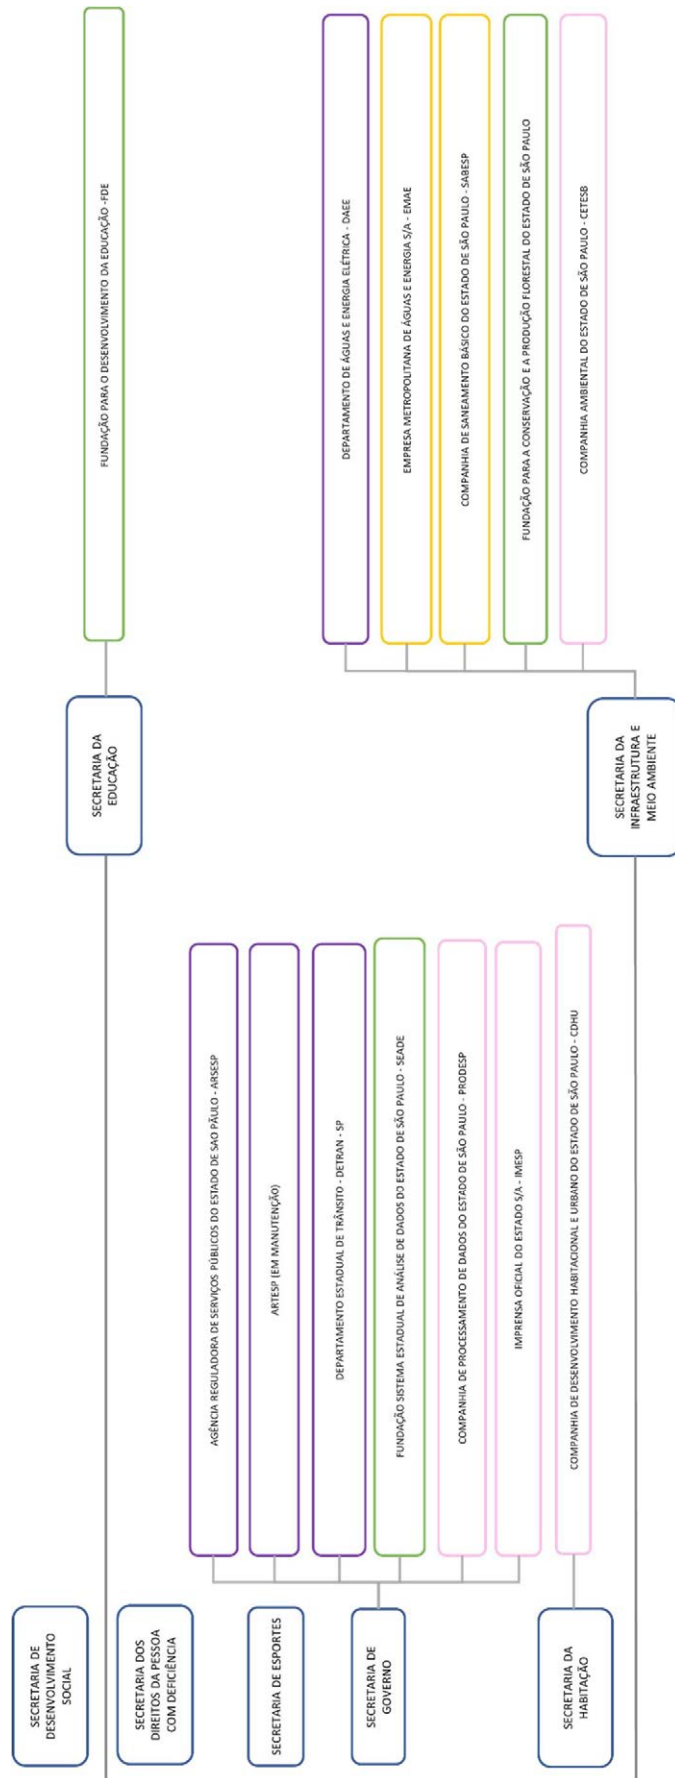 SECRETARIA DE
DESENVOLVIMENTO
SOCIAL
SECRETARIA DA
EDUCAÇÃO
FUNDAÇÃO PARA O DESENVOLVIMENTO DA EDUCAÇÃO -FDE
SECRETARIA DOS
DIREITOS DA PESSOA
COM DEFICIÊNCIA
SECRETARIA DE ESPORTES
SECRETARIA DE
GOVERNO
AGÊNCIA REGULADORA DE SERVIÇOS PÚBLICOS DO ESTADO DE SAO PÃULO - ARSESP
ARTESP (EM MANUTENÇÃO)
DEPARTAMENTO ESTADUAL DE TRÂNSITO - DETRAN - SP
FUNDAÇÃO SISTEMA ESTADUAL DE ANÁLISE DE DADOS DO ESTADO DE SÃO PAULO - SEADE
COMPANHIA DE PROCESSAMENTO DE DADOS DO ESTADO DE SÃO PAULO - PRODESP
IMPRENSA OFICIAL DO ESTADO S/A - IMESP
SECRETARIA DA
HABITAÇÃO
COMPANHIA DE DESENVOLVIMENTO HABITACIONAL E URBANO DO ESTADO DE SÃO PAULO - CDHU
SECRETARIA DA
INFRAESTRUTURA E
MEIO AMBIENTE
DEPARTAMENTO DE ÁGUAS E ENERGIA ELÉTRICA - DAEE
EMPRESA METROPOLITANA DE ÁGUAS E ENERGIA S/A - EMAE
COMPANHIA DE SANEAMENTO BÁSICO DO ESTADO DE SÃO PAULO - SABESP
FUNDAÇÃO PARA A CONSERVAÇÃO E A PRODUÇÃO FLORESTAL DO ESTADO DE SÃO PAULO
COMPANHIA AMBIENTAL DO ESTADO DE SÃO PAULO - CETESB